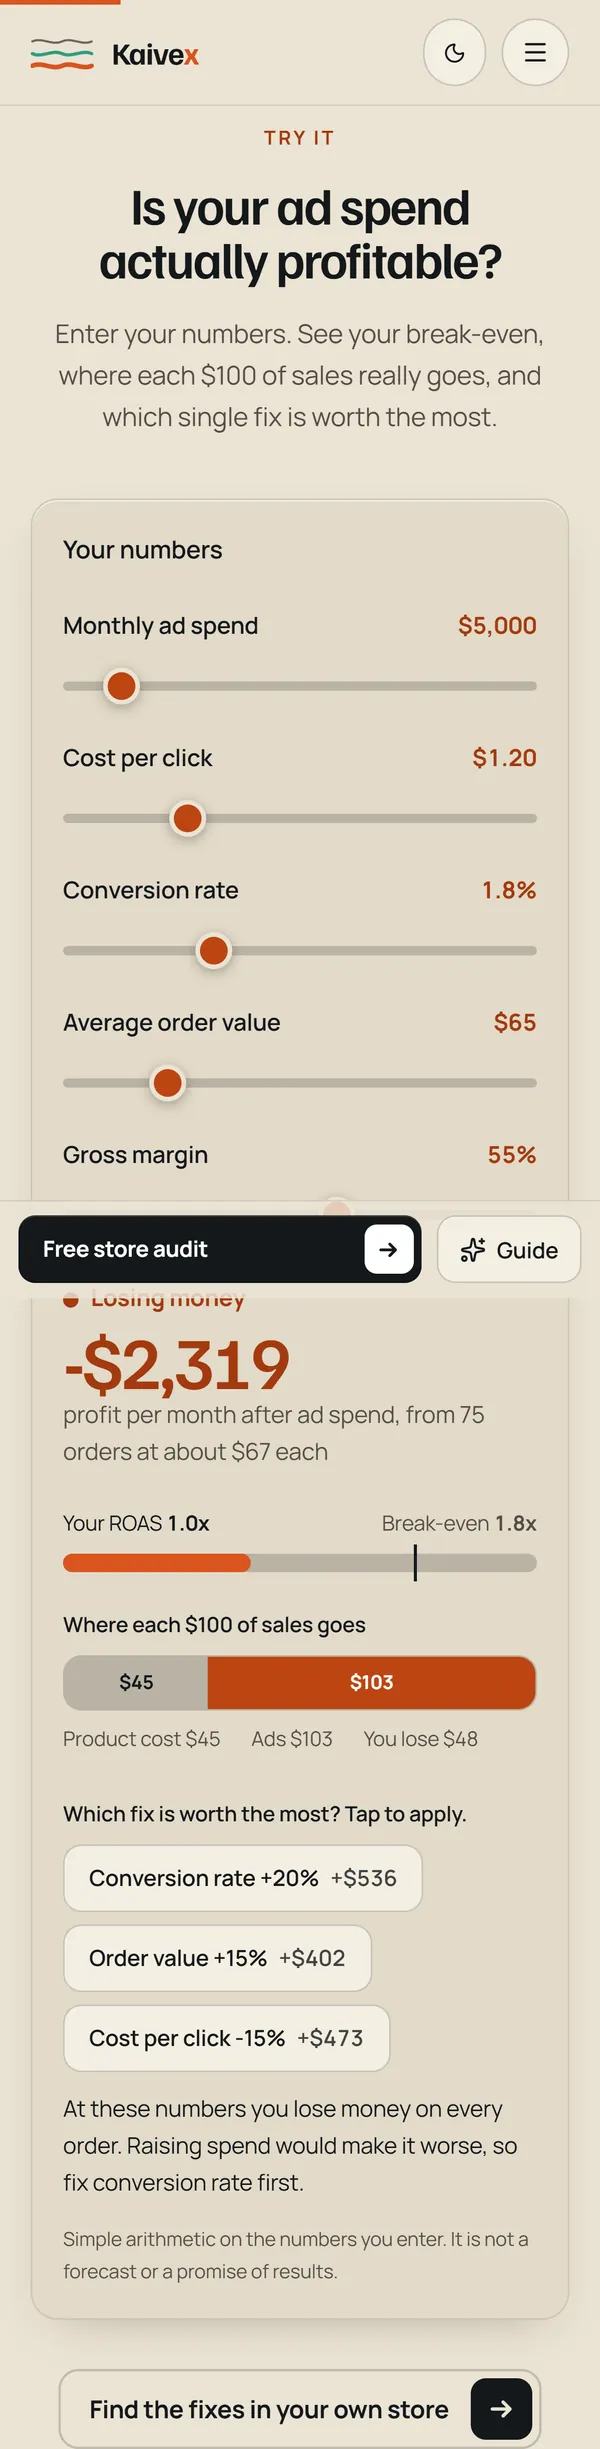 Kaivex
TRY IT
Is your ad spend
actually profitable?
Enter your numbers. See your break-even,
where each $100 of sales really goes, and
which single fix is worth the most.
Your numbers
Monthly ad spend $5,000
Cost per click $1.20
Conversion rate 1.8%
Average order value $65
Gross margin 55%
Free store audit
Guide
Losing money
-$2,319
profit per month after ad spend, from 75
orders at about $67 each
Your ROAS 1.0x Break-even 1.8x
Where each $100 of sales goes
$45 $103
Product cost $45 Ads $103 You lose $48
Which fix is worth the most? Tap to apply.
Conversion rate +20% +$536
Order value +15% +$402
Cost per click -15% +$473
At these numbers you lose money on every
order. Raising spend would make it worse, so
fix conversion rate first.
Simple arithmetic on the numbers you enter. It is not a
forecast or a promise of results.
Find the fixes in your own store